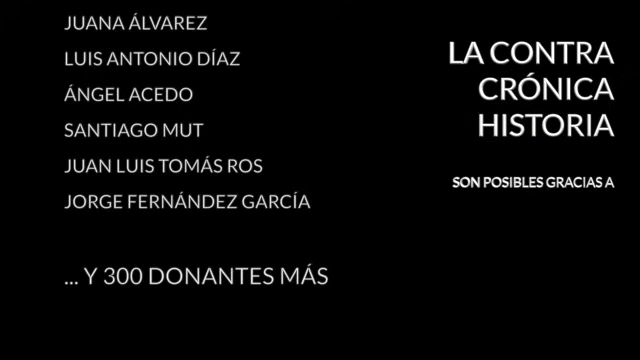 JUANA ÁLVAREZ
LUIS ANTONIO DÍAZ
ÁNGEL ACEDO
SANTIAGO MUT
JUAN LUIS TOMÁS ROS
JORGE FERNÁNDEZ GARCÍA
... Y 300 DONANTES MÁS
LA CONTRA
CRÓNICA
HISTORIA
SON POSIBLES GRACIAS A